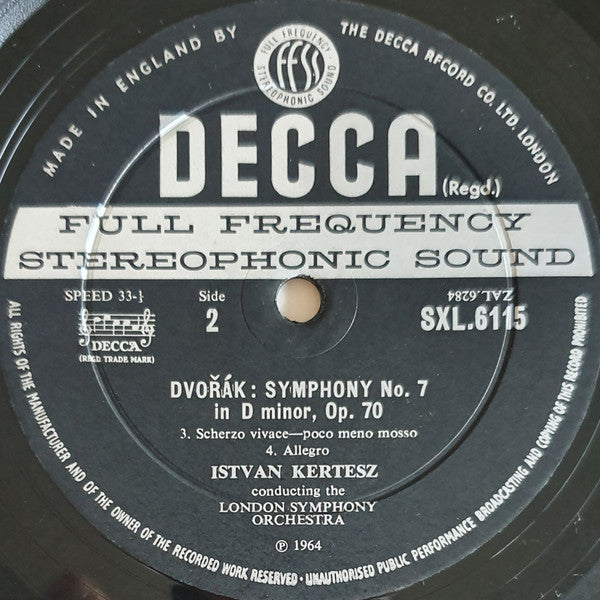 MADE IN ENGLAND BY
THE DECCA RECORD CO. LTD. LONDON
FULL FREQUENCY
FFSS
STEREOPHONIC SOUND
DECCA (Regd.)
FULL FREQUENCY
STEREOPHONIC SOUND
SPEED 33-⅓
Side
2
ZAL.6284
SXL.6115
DECCA
(REGD. TRADE MARK)
DVOŘÁK: SYMPHONY No. 7
in D minor, Op. 70
3. Scherzo vivace—poco meno mosso
4. Allegro
ISTVAN KERTESZ
conducting the
LONDON SYMPHONY
ORCHESTRA
℗ 1964
ALL RIGHTS OF THE MANUFACTURER AND OF THE OWNER OF THE RECORDED WORK RESERVED · UNAUTHORISED PUBLIC PERFORMANCE BROADCASTING AND COPYING OF THIS RECORD PROHIBITED